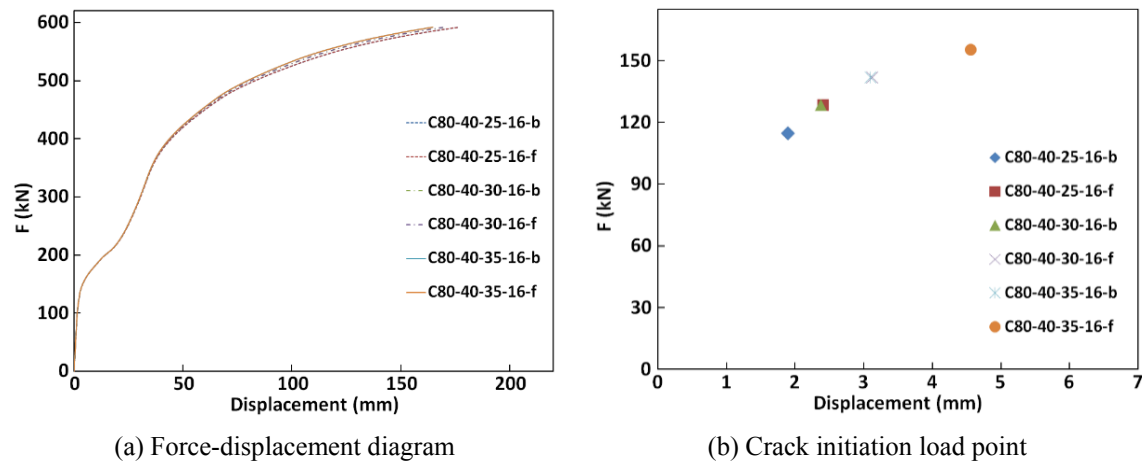 600
500
400
300
200
100
0
F (kN)
0
50
100
150
200
Displacement (mm)
C80-40-25-16-b
C80-40-25-16-f
C80-40-30-16-b
C80-40-30-16-f
C80-40-35-16-b
C80-40-35-16-f
(a) Force-displacement diagram
150
120
90
60
30
0
F (kN)
0
1
2
3
4
5
6
7
Displacement (mm)
C80-40-25-16-b
C80-40-25-16-f
C80-40-30-16-b
C80-40-30-16-f
C80-40-35-16-b
C80-40-35-16-f
(b) Crack initiation load point